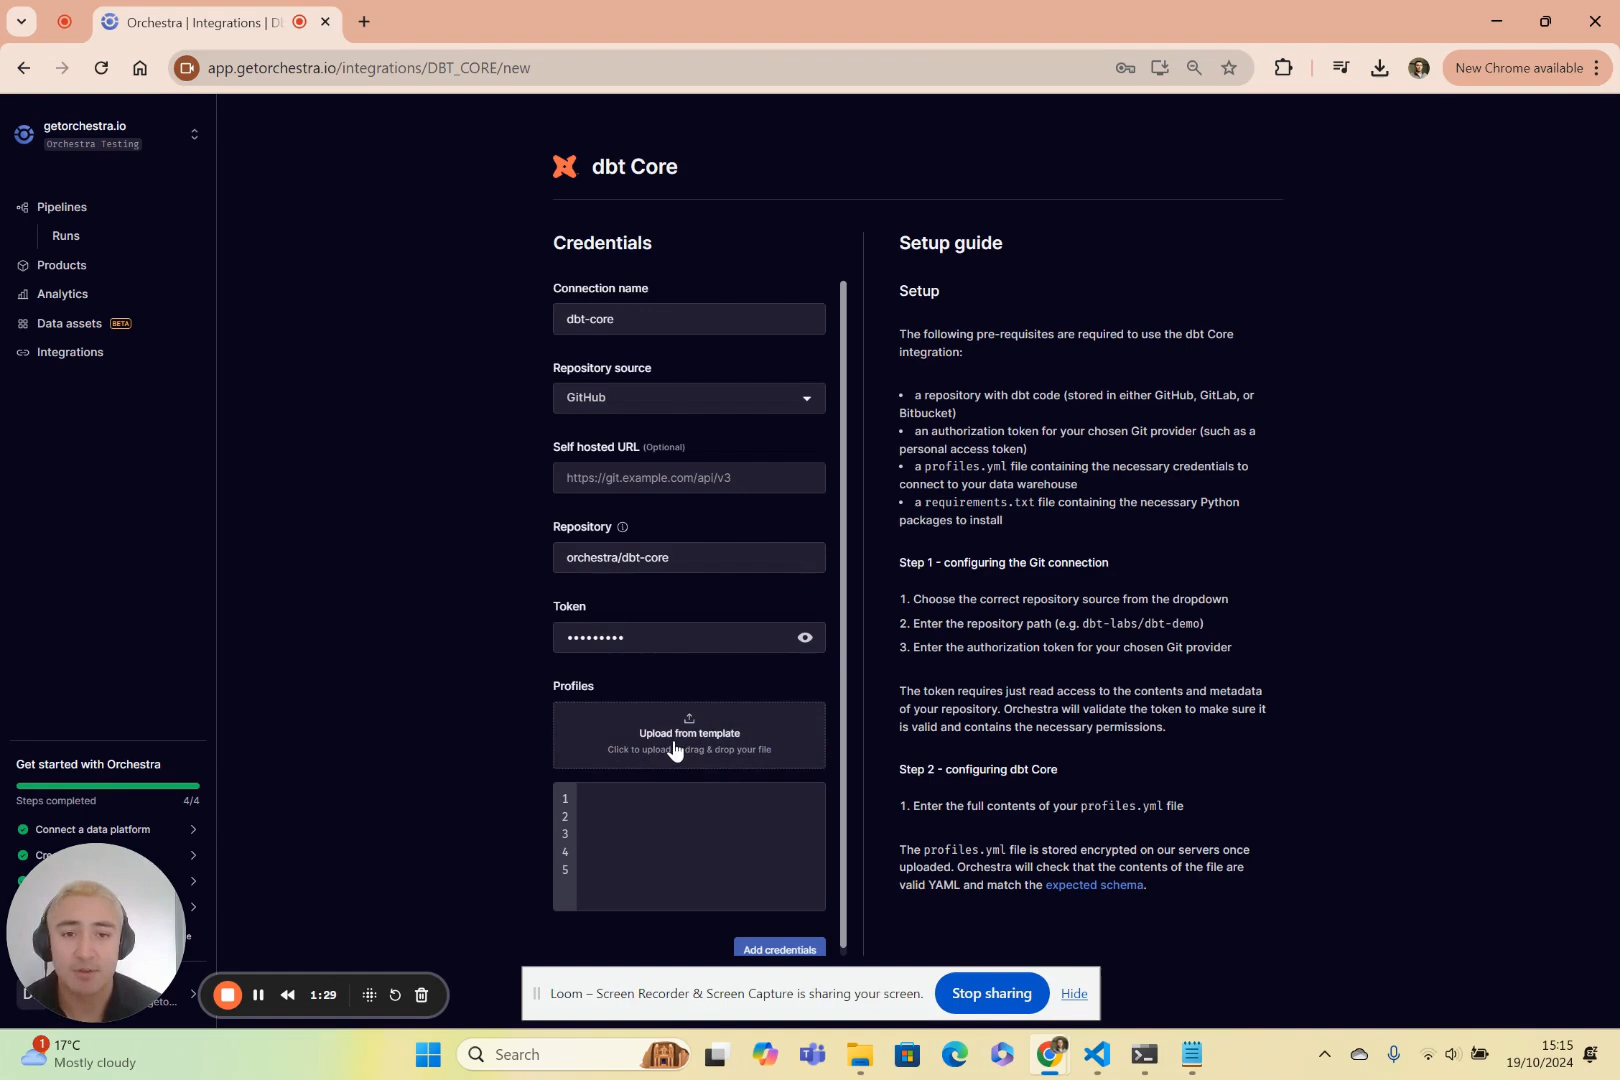 Orchestra | Integrations | Db
app.getorchestra.io/integrations/DBT_CORE/new
New Chrome available
getorchestra.io
Orchestra Testing
Pipelines
Runs
Products
Analytics
Data assets BETA
Integrations
dbt Core
Credentials
Connection name
dbt-core
Repository source
GitHub
Self hosted URL (Optional)
https://git.example.com/api/v3
Repository
orchestra/dbt-core
Token
•••••••••
Profiles
Upload from template
Click to upload drag & drop your file
1
2
3
4
5
Add credentials
Setup guide
Setup
The following pre-requisites are required to use the dbt Core
integration:
• a repository with dbt code (stored in either GitHub, GitLab, or
Bitbucket)
• an authorization token for your chosen Git provider (such as a
personal access token)
• a profiles.yml file containing the necessary credentials to
connect to your data warehouse
• a requirements.txt file containing the necessary Python
packages to install
Step 1 - configuring the Git connection
1. Choose the correct repository source from the dropdown
2. Enter the repository path (e.g. dbt-labs/dbt-demo)
3. Enter the authorization token for your chosen Git provider
The token requires just read access to the contents and metadata
of your repository. Orchestra will validate the token to make sure it
is valid and contains the necessary permissions.
Step 2 - configuring dbt Core
1. Enter the full contents of your profiles.yml file
The profiles.yml file is stored encrypted on our servers once
uploaded. Orchestra will check that the contents of the file are
valid YAML and match the expected schema.
Get started with Orchestra
Steps completed 4/4
Connect a data platform
1:29
Loom – Screen Recorder & Screen Capture is sharing your screen. Stop sharing Hide
1
17°C
Mostly cloudy
Search
15:15
19/10/2024